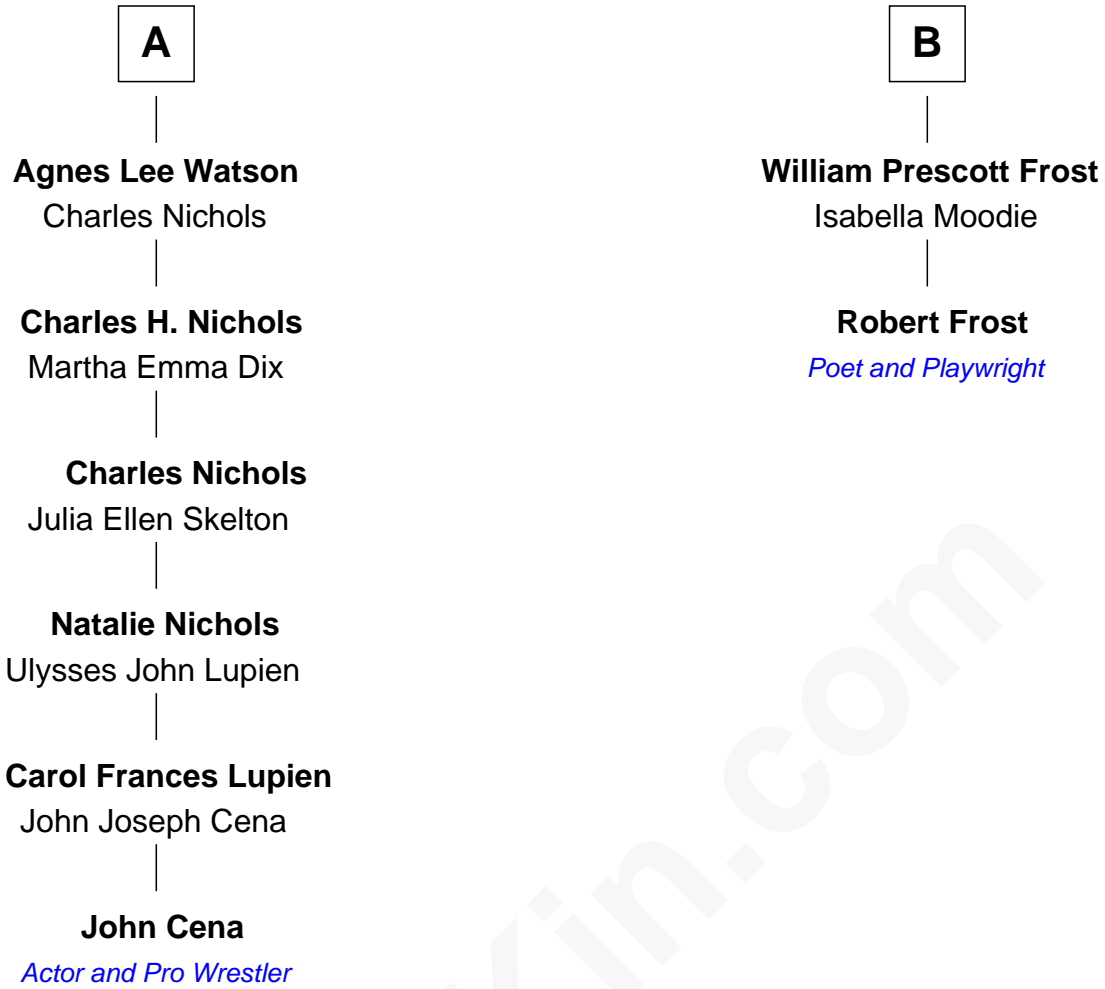 A
Agnes Lee Watson
Charles Nichols
Charles H. Nichols
Martha Emma Dix
Charles Nichols
Julia Ellen Skelton
Natalie Nichols
Ulysses John Lupien
Carol Frances Lupien
John Joseph Cena
John Cena
Actor and Pro Wrestler
B
William Prescott Frost
Isabella Moodie
Robert Frost
Poet and Playwright
Kin.com